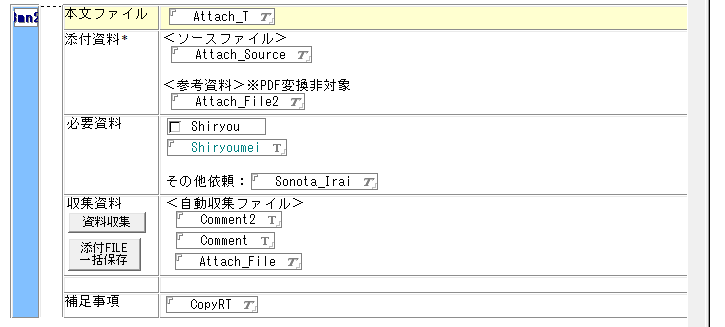 本文ファイル Attach_T T
添付資料* <ソースファイル>
Attach_Source T
<参考資料>※PDF変換非対象
Attach_File2 T
必要資料 Shiryou
Shiryoumei T
その他依頼: Sonota_Irai T
収集資料 <自動収集ファイル>
資料収集 Comment2 T
添付FILE
一括保存
Comment T
Attach_File T
補足事項 CopyRT T